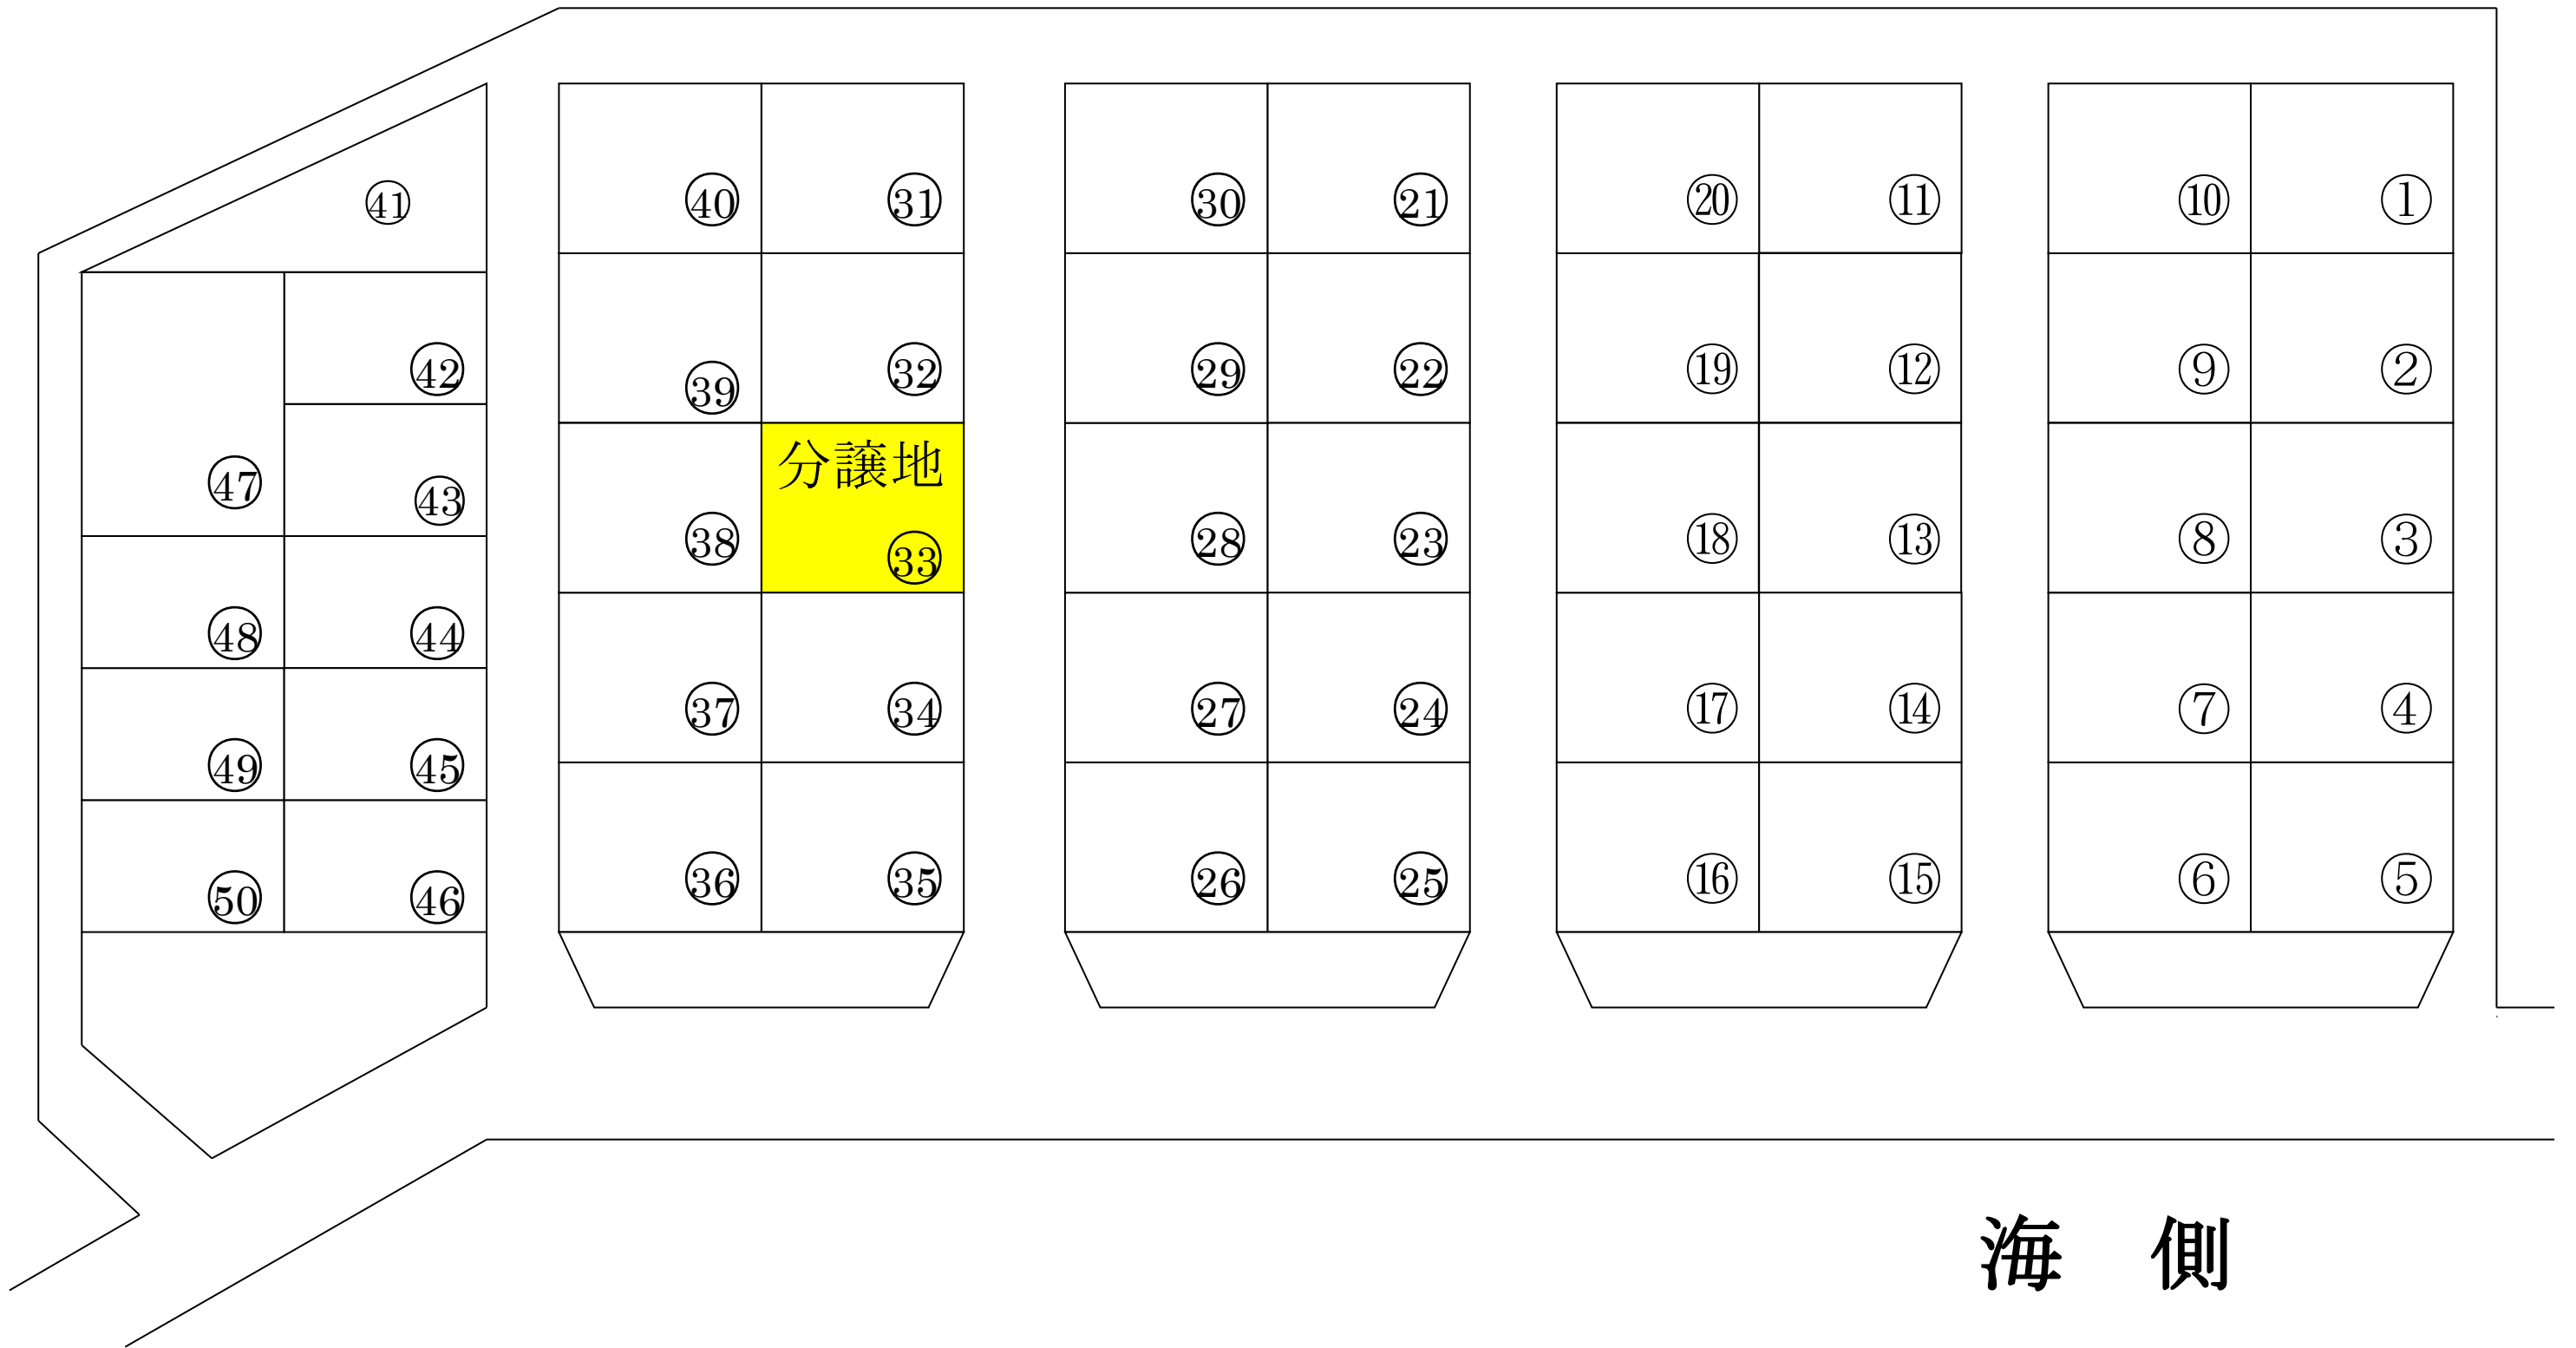 ㊵ ㉛ ㉚ ㉑ ⑳ ⑪ ⑩ ①
㊶
㊴ ㉜ ㉙ ㉒ ⑲ ⑫ ⑨ ②
㊷
分譲地
㊳ ㉝ ㉘ ㉓ ⑱ ⑬ ⑧ ③
㊼ ㊸
㊽ ㊹
㊲ ㉞ ㉗ ㉔ ⑰ ⑭ ⑦ ④
㊾ ㊺
㊱ ㉟ ㉖ ㉕ ⑯ ⑮ ⑥ ⑤
㊿ ㊻
海 側